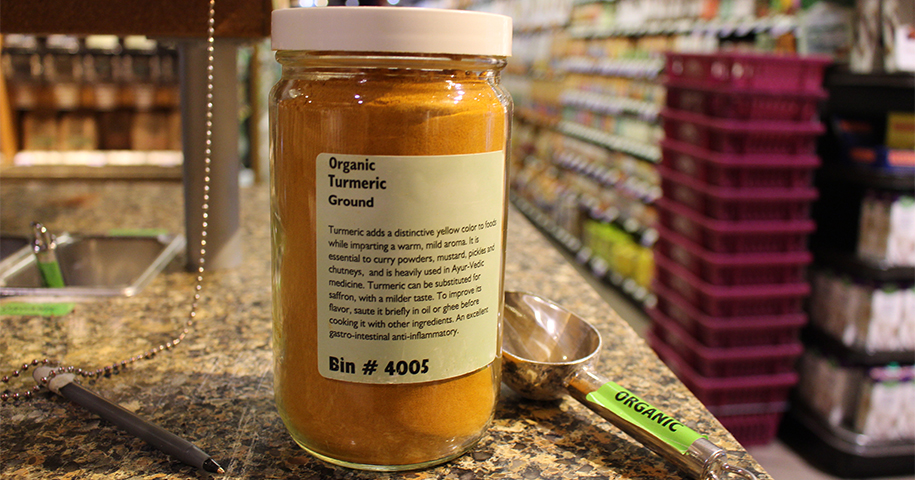 Organic
Turmeric
Ground
Turmeric adds a distinctive yellow color to foods
while imparting a warm, mild aroma. It is
essential to curry powders, mustard, pickles and
chutneys, and is heavily used in Ayur-Vedic
medicine. Turmeric can be substituted for
saffron, with a milder taste. To improve its
flavor, saute it briefly in oil or ghee before
cooking it with other ingredients. An excellent
gastro-intestinal anti-inflammatory.
Bin # 4005
ORGANIC